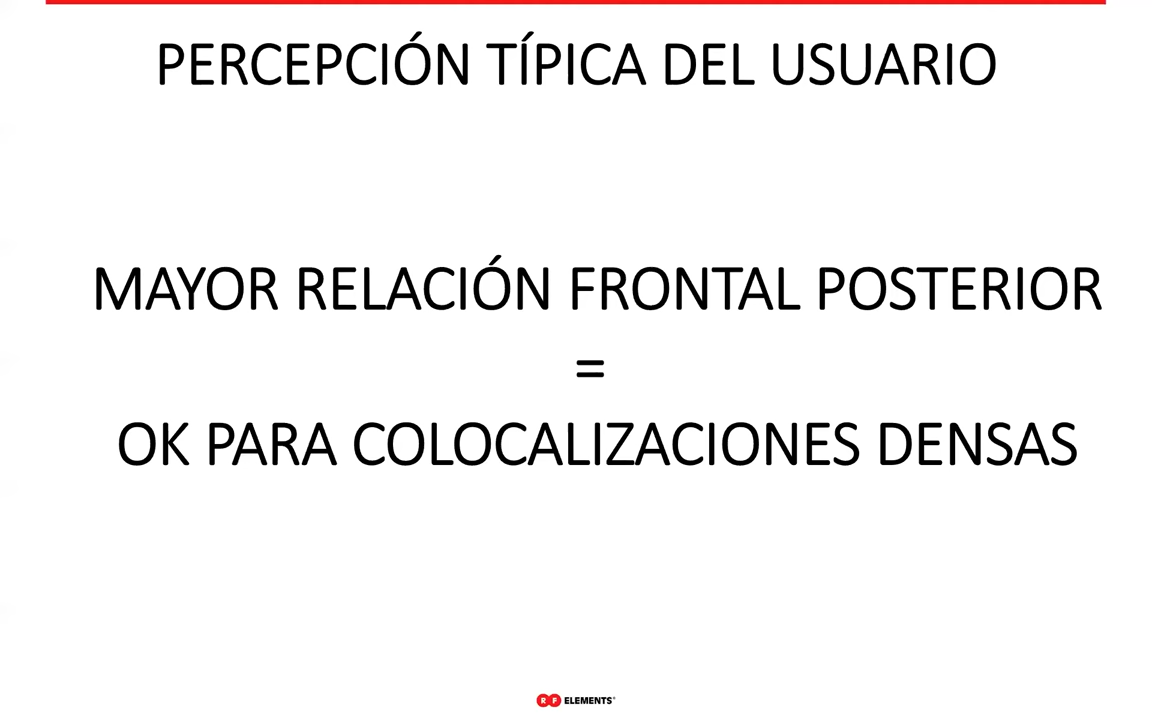 PERCEPCIÓN TÍPICA DEL USUARIO
MAYOR RELACIÓN FRONTAL POSTERIOR
=
OK PARA COLOCALIZACIONES DENSAS
RF ELEMENTS